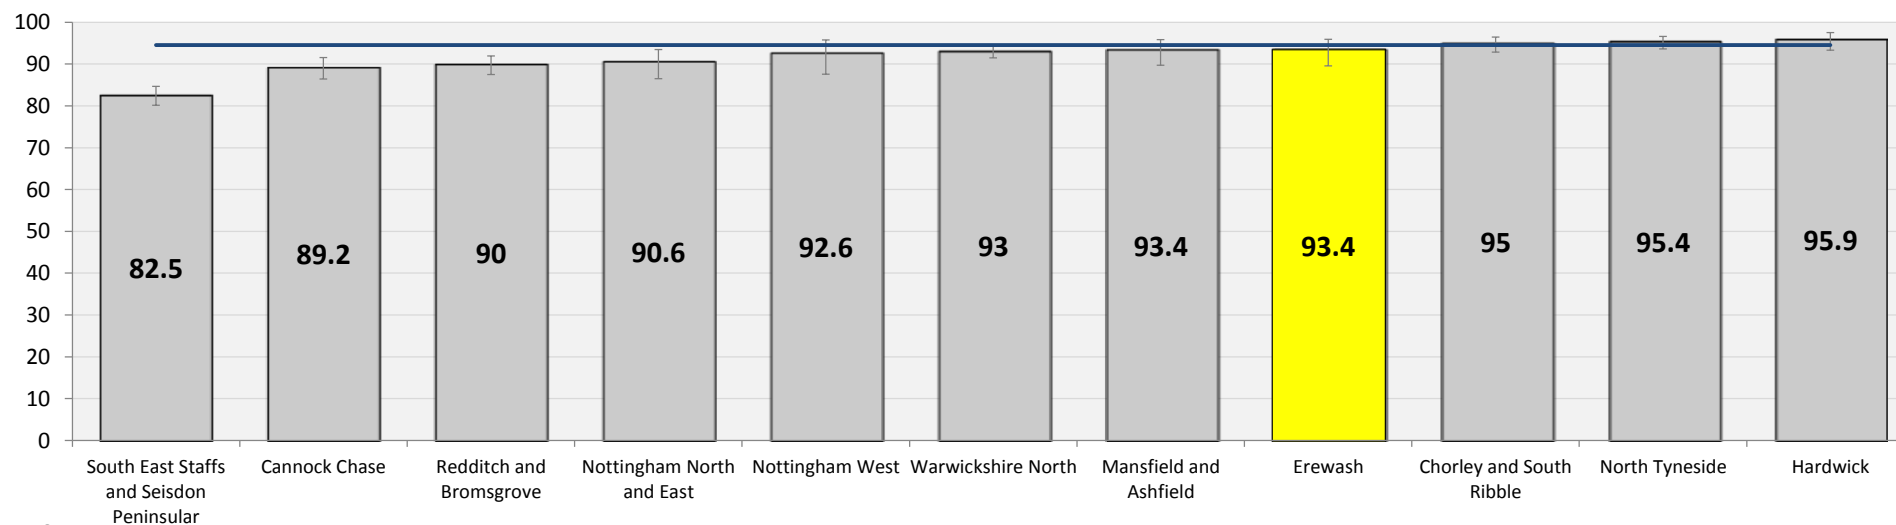 100
90
80
70
60
50
40
30
20
10
0
82.5
89.2
90
90.6
92.6
93
93.4
93.4
95
95.4
95.9
South East Staffs
and Seisdon
Peninsular
Cannock Chase
Redditch and
Bromsgrove
Nottingham North
and East
Nottingham West
Warwickshire North
Mansfield and
Ashfield
Erewash
Chorley and South
Ribble
North Tyneside
Hardwick